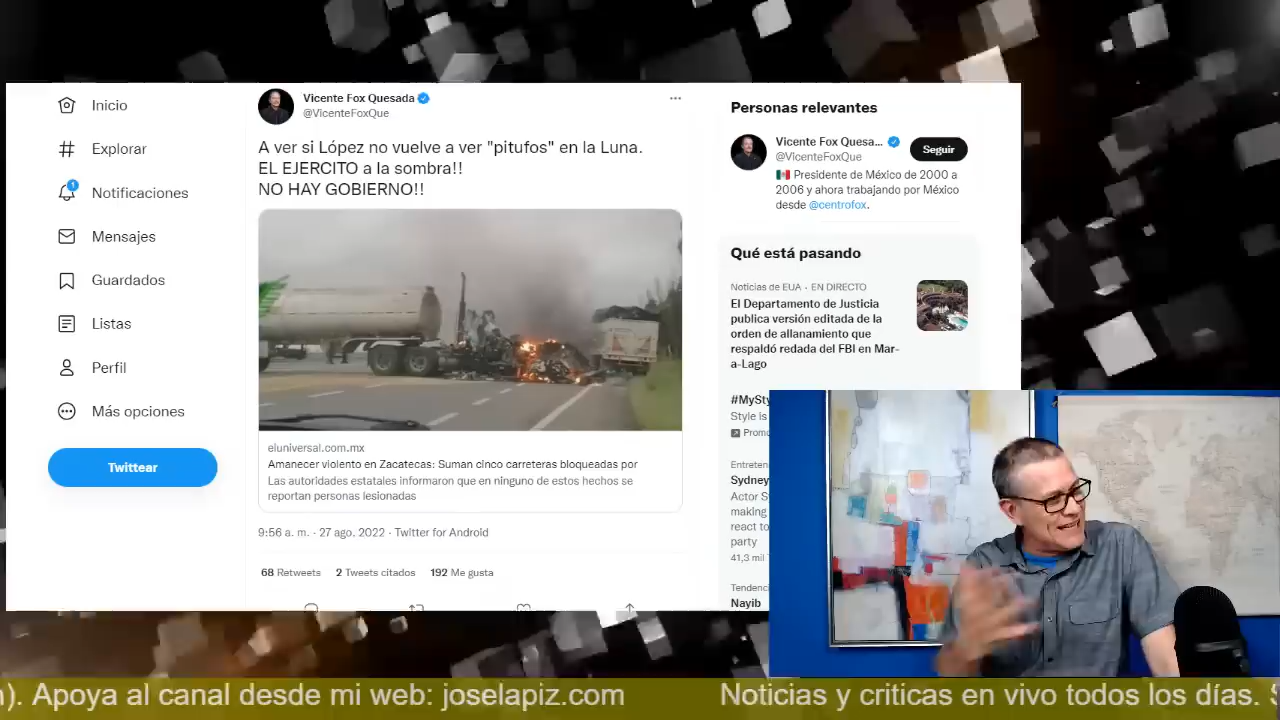 Inicio
Explorar
1
Notificaciones
Mensajes
Guardados
Listas
Perfil
Más opciones
Twittear
Vicente Fox Quesada
@VicenteFoxQue
A ver si López no vuelve a ver "pitufos" en la Luna.
EL EJERCITO a la sombra!!
NO HAY GOBIERNO!!
eluniversal.com.mx
Amanecer violento en Zacatecas: Suman cinco carreteras bloqueadas por
Las autoridades estatales informaron que en ninguno de estos hechos se
reportan personas lesionadas
9:56 a. m. · 27 ago. 2022 · Twitter for Android
68 Retweets 2 Tweets citados 192 Me gusta
Personas relevantes
Vicente Fox Quesa...
@VicenteFoxQue
Seguir
🇲🇽 Presidente de México de 2000 a
2006 y ahora trabajando por México
desde @centrofox.
Qué está pasando
Noticias de EUA · EN DIRECTO
El Departamento de Justicia
publica versión editada de la
orden de allanamiento que
respaldó redada del FBI en Mar-
a-Lago
#MySty
Style is
Promo
Entreten
Sydney
Actor S
making
react to
party
41,3 mil
Tendenci
Nayib
n). Apoya al canal desde mi web: joselapiz.com Noticias y criticas en vivo todos los días. S